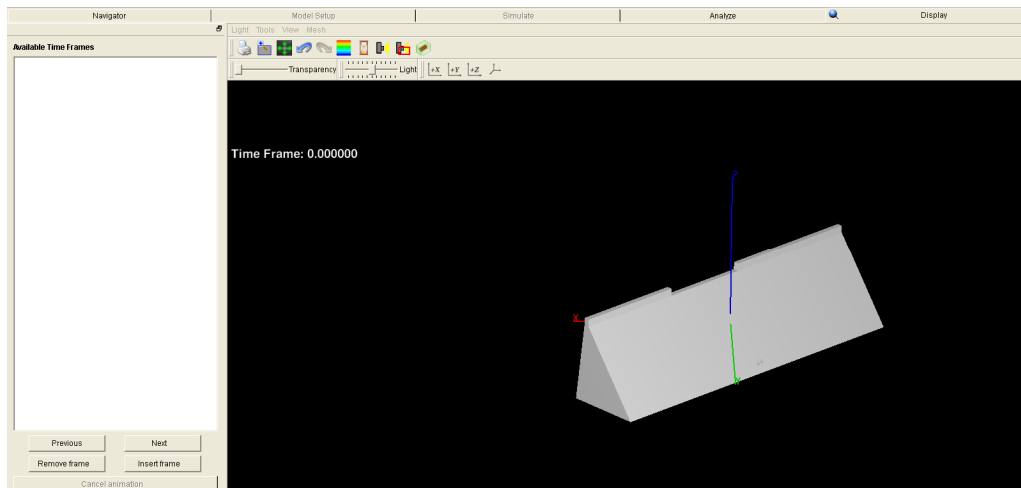 Navigator Model Setup Simulate Analyze Display
Light Tools View Mesh
Available Time Frames
Transparency Light +X +Y +Z
Time Frame: 0.000000
X
Previous Next
Remove frame Insert frame
Cancel animation